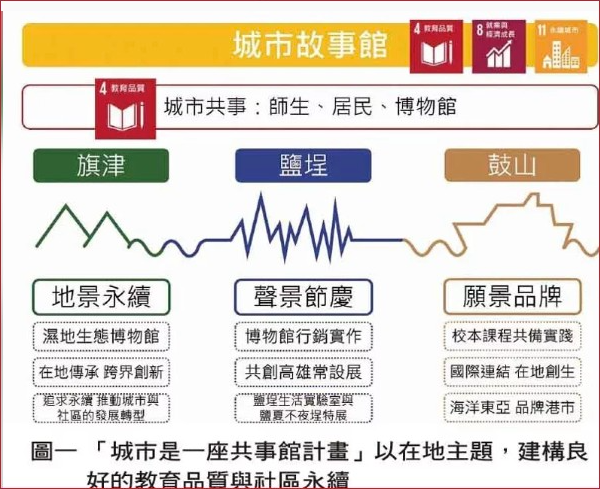 城市故事館
4 教育品質
8 就業與
經濟成長
11 永續城市
4 教育品質
城市共事：師生、居民、博物館
旗津
鹽埕
鼓山
地景永續
聲景節慶
願景品牌
濕地生態博物館
博物館行銷實作
校本課程共備實踐
在地傳承 跨界創新
共創高雄常設展
國際連結 在地創生
追求永續 推動城市與
社區的發展轉型
鹽埕生活實驗室與
鹽夏不夜埕特展
海洋東亞 品牌港市
圖一 「城市是一座共事館計畫」以在地主題，建構良
好的教育品質與社區永續